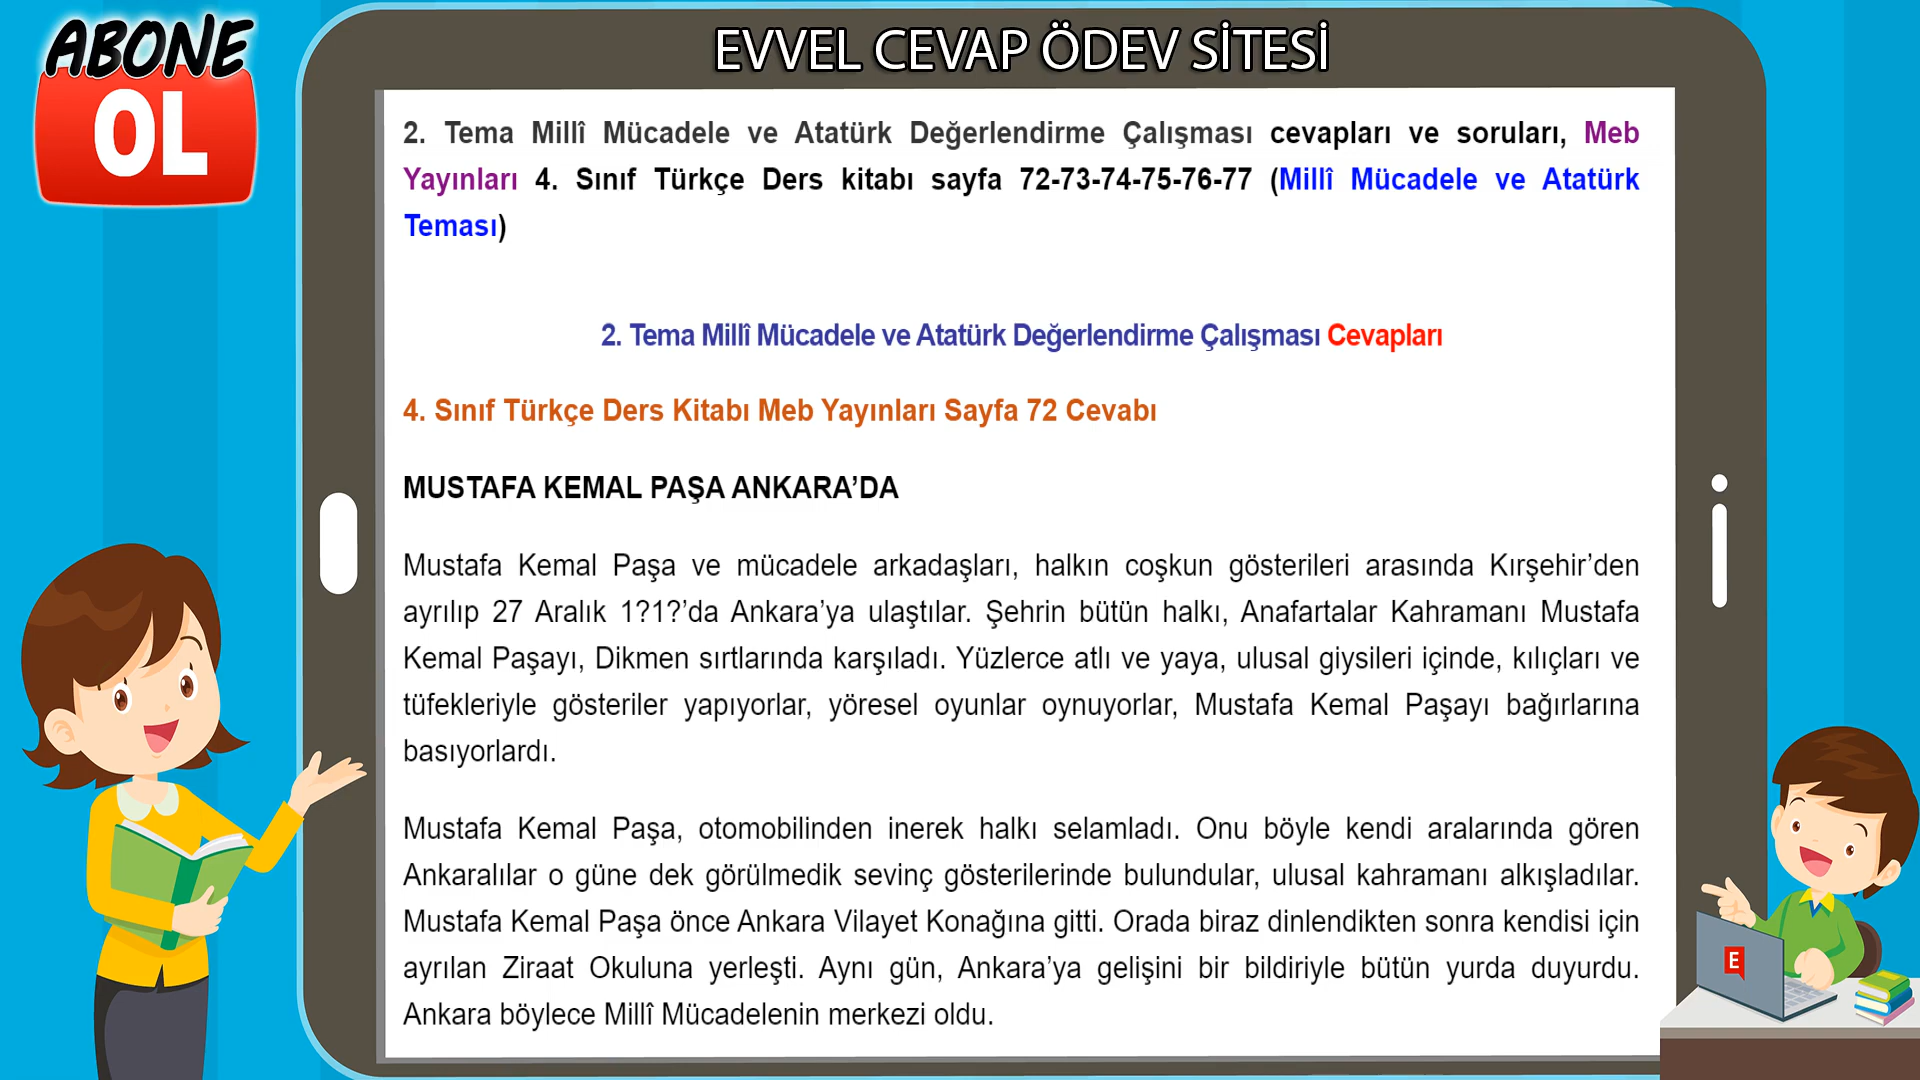 ABONE
OL
EVVEL CEVAP ÖDEV SİTESİ
2. Tema Millî Mücadele ve Atatürk Değerlendirme Çalışması cevapları ve soruları, Meb
Yayınları 4. Sınıf Türkçe Ders kitabı sayfa 72-73-74-75-76-77 (Millî Mücadele ve Atatürk
Teması)
2. Tema Millî Mücadele ve Atatürk Değerlendirme Çalışması Cevapları
4. Sınıf Türkçe Ders Kitabı Meb Yayınları Sayfa 72 Cevabı
MUSTAFA KEMAL PAŞA ANKARA’DA
Mustafa Kemal Paşa ve mücadele arkadaşları, halkın coşkun gösterileri arasında Kırşehir’den
ayrılıp 27 Aralık 1?1?’da Ankara’ya ulaştılar. Şehrin bütün halkı, Anafartalar Kahramanı Mustafa
Kemal Paşayı, Dikmen sırtlarında karşıladı. Yüzlerce atlı ve yaya, ulusal giysileri içinde, kılıçları ve
tüfekleriyle gösteriler yapıyorlar, yöresel oyunlar oynuyorlar, Mustafa Kemal Paşayı bağırlarına
basıyorlardı.
Mustafa Kemal Paşa, otomobilinden inerek halkı selamladı. Onu böyle kendi aralarında gören
Ankaralılar o güne dek görülmedik sevinç gösterilerinde bulundular, ulusal kahramanı alkışladılar.
Mustafa Kemal Paşa önce Ankara Vilayet Konağına gitti. Orada biraz dinlendikten sonra kendisi için
ayrılan Ziraat Okuluna yerleşti. Aynı gün, Ankara’ya gelişini bir bildiriyle bütün yurda duyurdu.
Ankara böylece Millî Mücadelenin merkezi oldu.
E